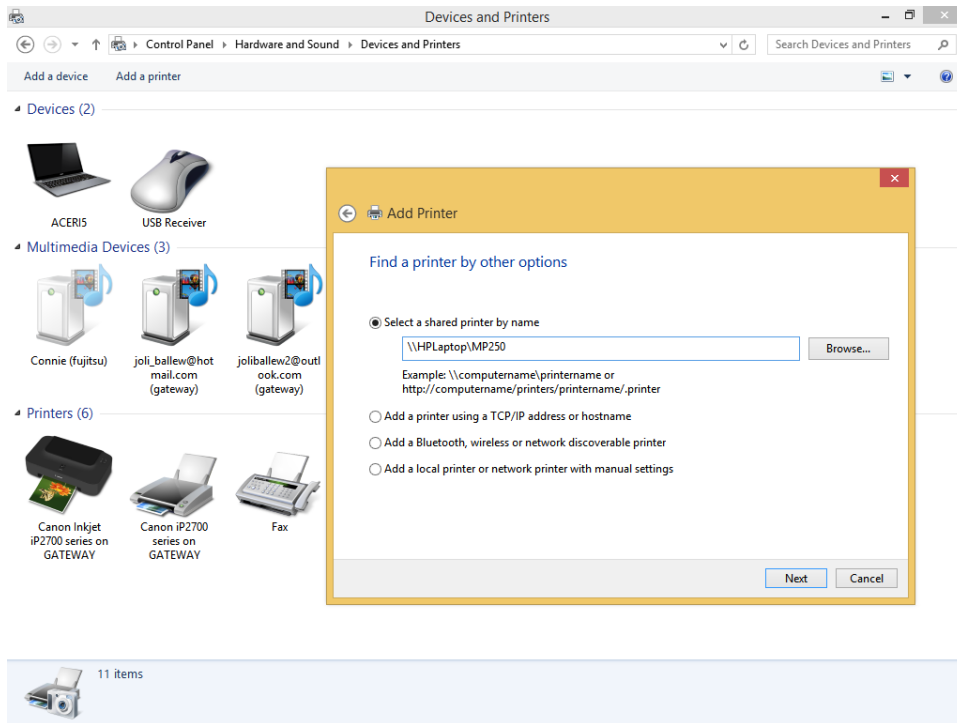 Devices and Printers
Control Panel Hardware and Sound Devices and Printers
Search Devices and Printers
Add a device Add a printer
Devices (2)
ACERI5
USB Receiver
Multimedia Devices (3)
Connie (fujitsu)
joli_ballew@hot
mail.com
(gateway)
joliballew2@outl
ook.com
(gateway)
Printers (6)
Canon Inkjet
iP2700 series on
GATEWAY
Canon iP2700
series on
GATEWAY
Fax
Add Printer
Find a printer by other options
Select a shared printer by name
\\HPLaptop\MP250
Browse...
Example: \\computername\printername or
http://computername/printers/printername/.printer
Add a printer using a TCP/IP address or hostname
Add a Bluetooth, wireless or network discoverable printer
Add a local printer or network printer with manual settings
Next Cancel
11 items